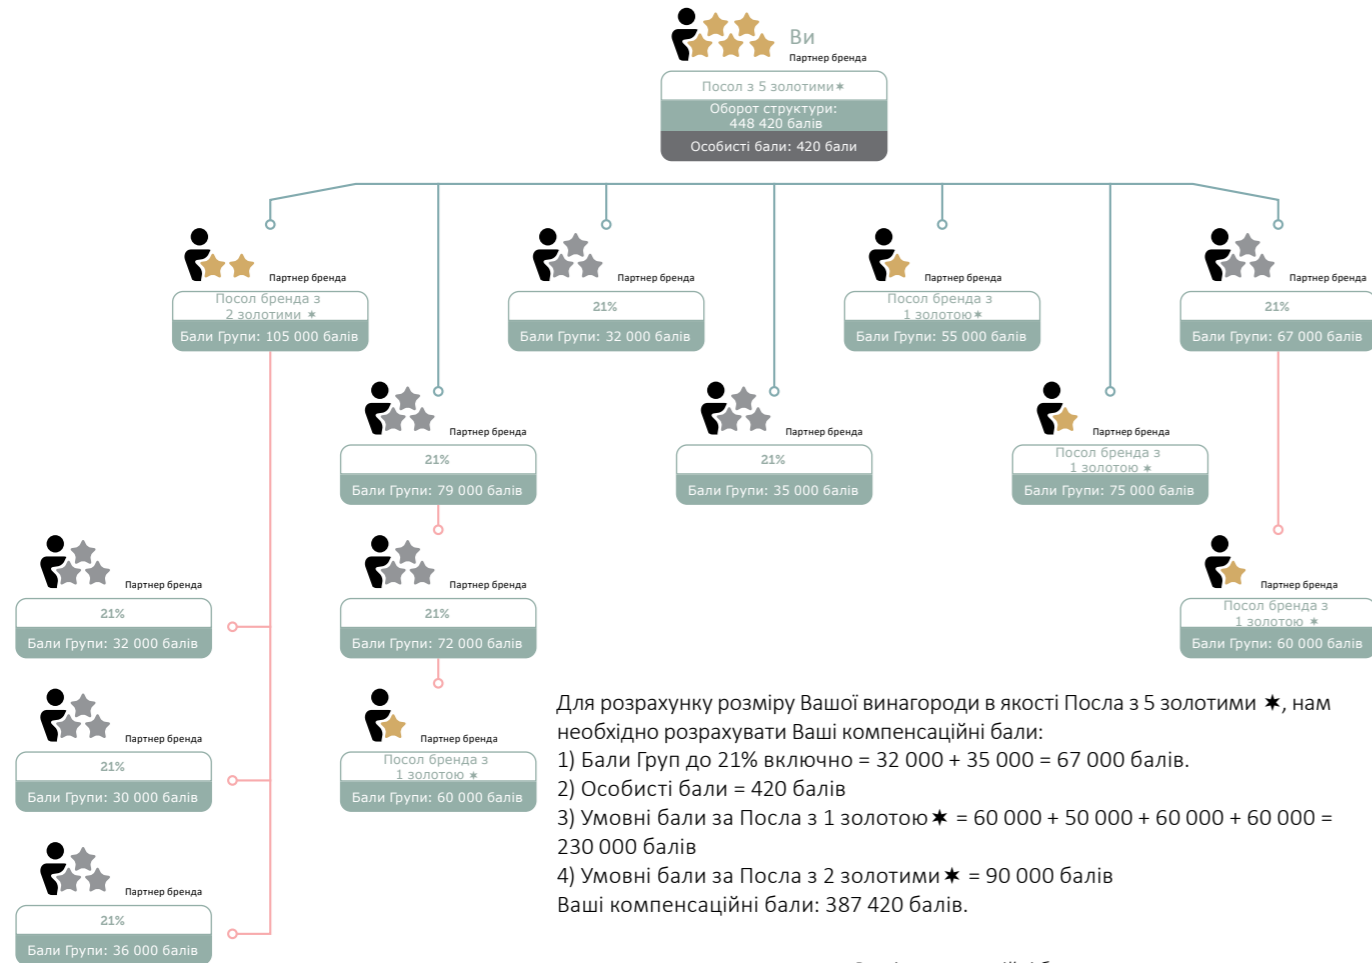 Ви
Партнер бренда
Посол з 5 золотими✶
Оборот структури:
448 420 балів
Особисті бали: 420 бали
Партнер бренда
Посол бренда з
2 золотими ✶
Бали Групи: 105 000 балів
Партнер бренда
21%
Бали Групи: 32 000 балів
Партнер бренда
Посол бренда з
1 золотою✶
Бали Групи: 55 000 балів
Партнер бренда
21%
Бали Групи: 67 000 балів
Партнер бренда
21%
Бали Групи: 79 000 балів
Партнер бренда
21%
Бали Групи: 35 000 балів
Партнер бренда
Посол бренда з
1 золотою ✶
Бали Групи: 75 000 балів
Партнер бренда
21%
Бали Групи: 32 000 балів
Партнер бренда
21%
Бали Групи: 72 000 балів
Партнер бренда
Посол бренда з
1 золотою ✶
Бали Групи: 60 000 балів
Партнер бренда
21%
Бали Групи: 30 000 балів
Партнер бренда
Посол бренда з
1 золотою ✶
Бали Групи: 60 000 балів
Партнер бренда
21%
Бали Групи: 36 000 балів
Для розрахунку розміру Вашої винагороди в якості Посла з 5 золотими ✶, нам
необхідно розрахувати Ваші компенсаційні бали:
1) Бали Груп до 21% включно = 32 000 + 35 000 = 67 000 балів.
2) Особисті бали = 420 балів
3) Умовні бали за Посла з 1 золотою ✶ = 60 000 + 50 000 + 60 000 + 60 000 =
230 000 балів
4) Умовні бали за Посла з 2 золотими ✶ = 90 000 балів
Ваші компенсаційні бали: 387 420 балів.